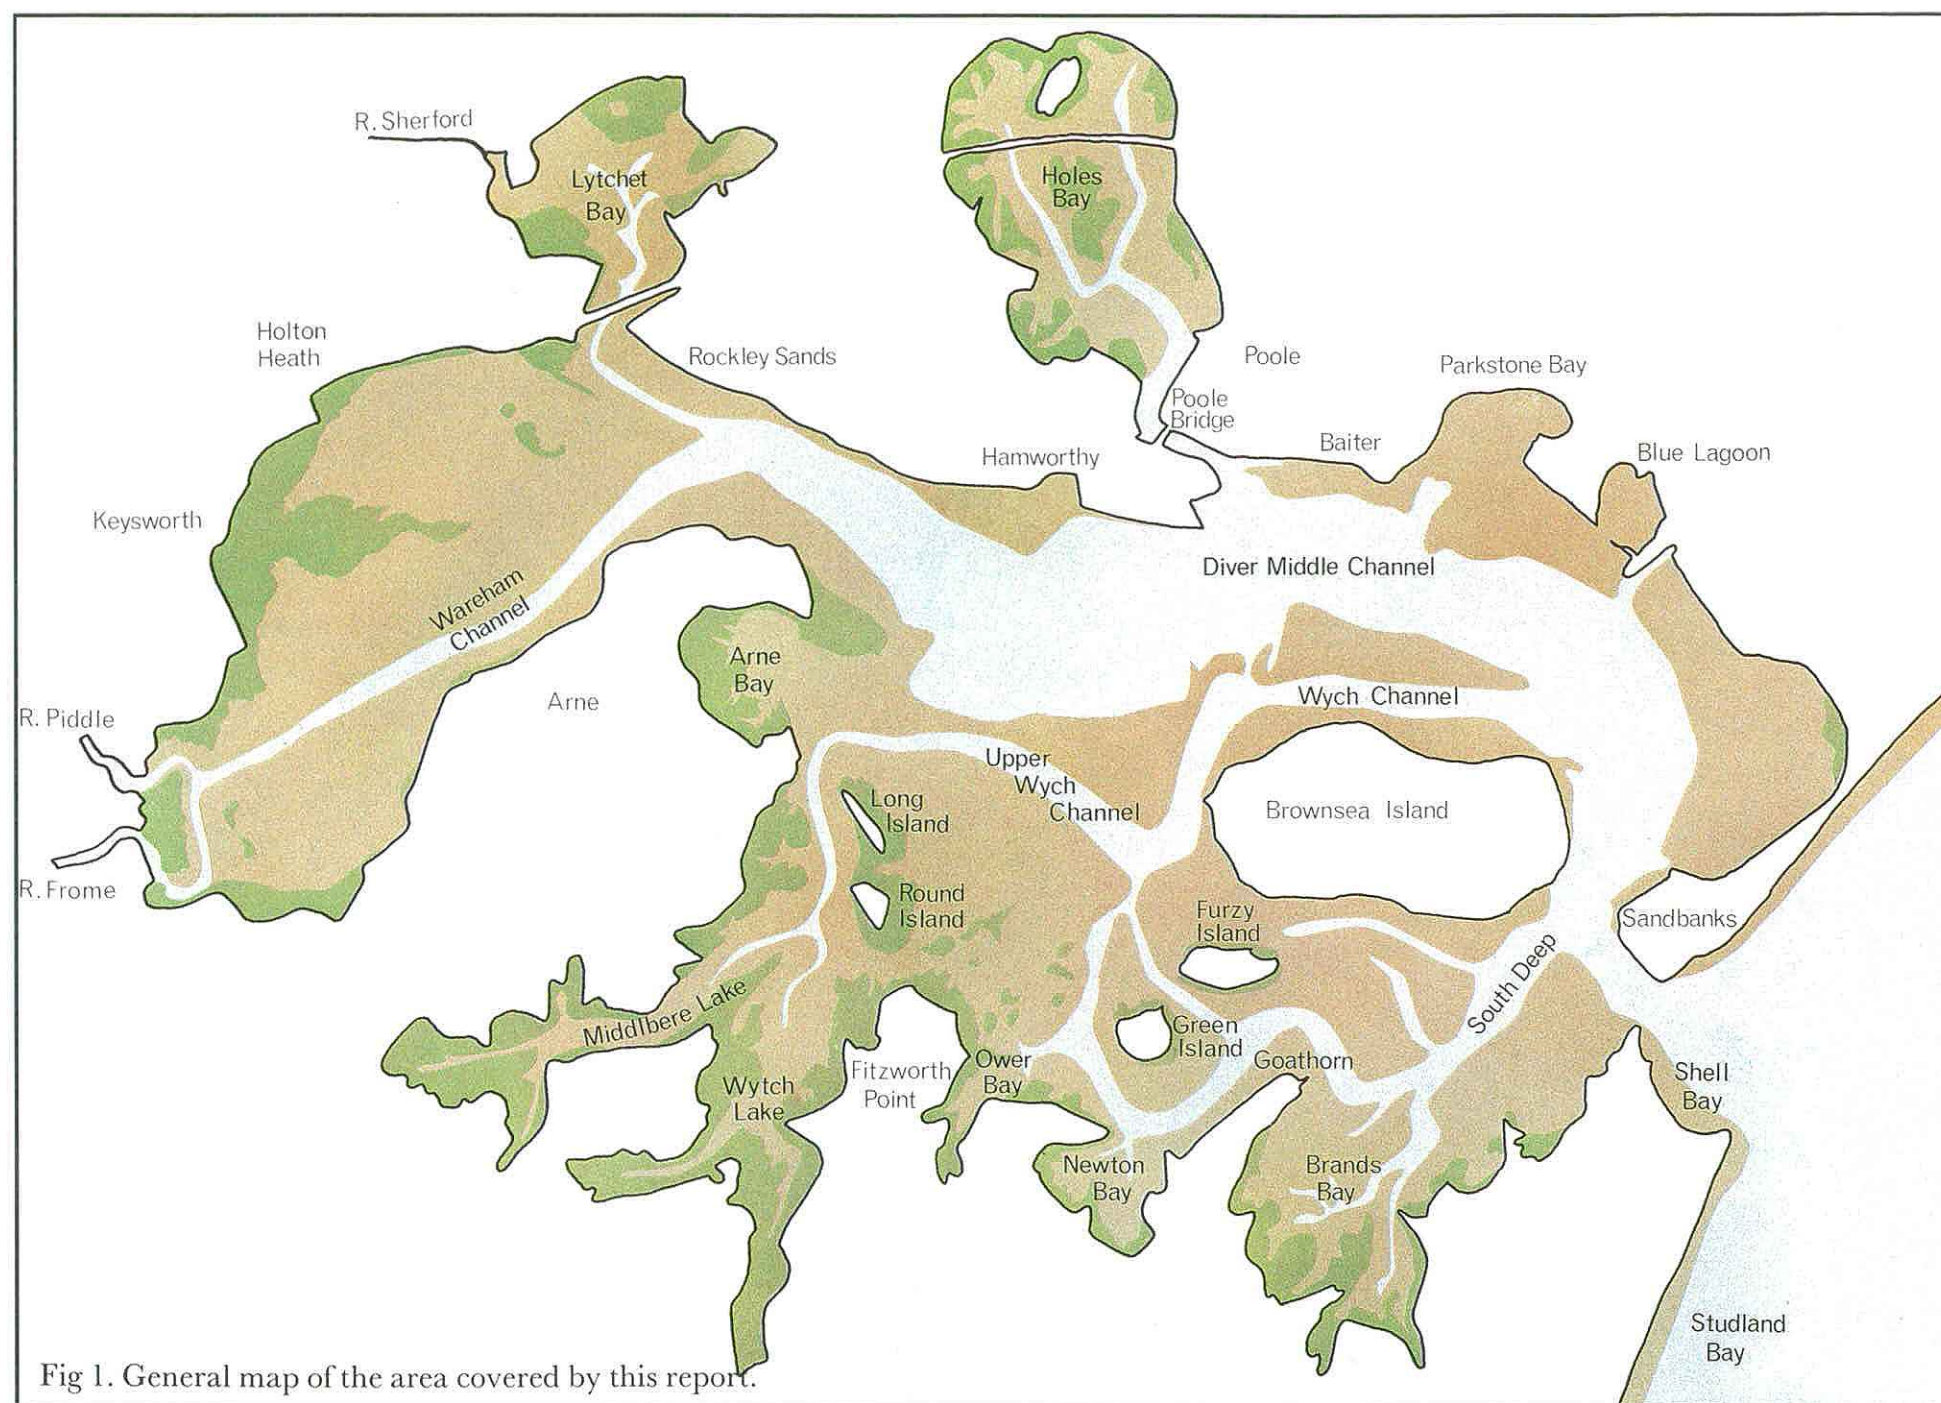 R. Sherford
Lytchet
Bay
Holes
Bay
Holton
Heath
Rockley Sands
Poole
Parkstone Bay
Poole
Bridge
Baiter
Blue Lagoon
Hamworthy
Keysworth
Diver Middle Channel
Wareham
Channel
Arne
Bay
Arne
Wych Channel
R. Piddle
Upper
Wych
Channel
Long
Island
Brownsea Island
R. Frome
Round
Island
Furzy
Island
Sandbanks
South Deep
Middlbere Lake
Green
Island
Goathorn
Ower
Bay
Fitzworth
Point
Wytch
Lake
Shell
Bay
Newton
Bay
Brands
Bay
Studland
Bay
Fig 1. General map of the area covered by this report.